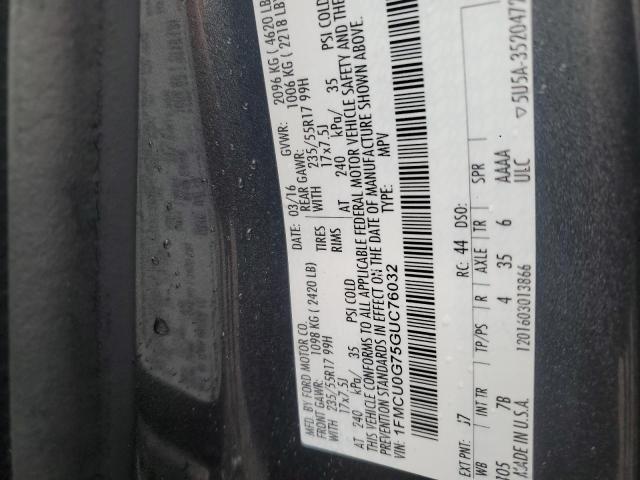 MFD. BY FORD MOTOR CO.
DATE: 03/16
GVWR: 2096 KG ( 4620 LB
FRONT GAWR: 1098 KG ( 2420 LB)
REAR GAWR: 1006 KG ( 2218 LB
WITH 235/55R17 99H TIRES
WITH 235/55R17 99H
17x7.5J RIMS
17x7.5J
AT 240 kPa/ 35 PSI COLD
AT 240 kPa/ 35 PSI COLD
THIS VEHICLE CONFORMS TO ALL APPLICABLE FEDERAL MOTOR VEHICLE SAFETY AND THE
PREVENTION STANDARDS IN EFFECT ON THE DATE OF MANUFACTURE SHOWN ABOVE.
VIN: 1FMCU0G75GUC76032
TYPE: MPV
EXT PNT: J7 RC: 44 DSO:
WB INT TR TP/PS R AXLE TR SPR
105 7B 4 35 6 AAAA
MADE IN U.S.A. 1201603013866 ULC
▽5U5A-3520472